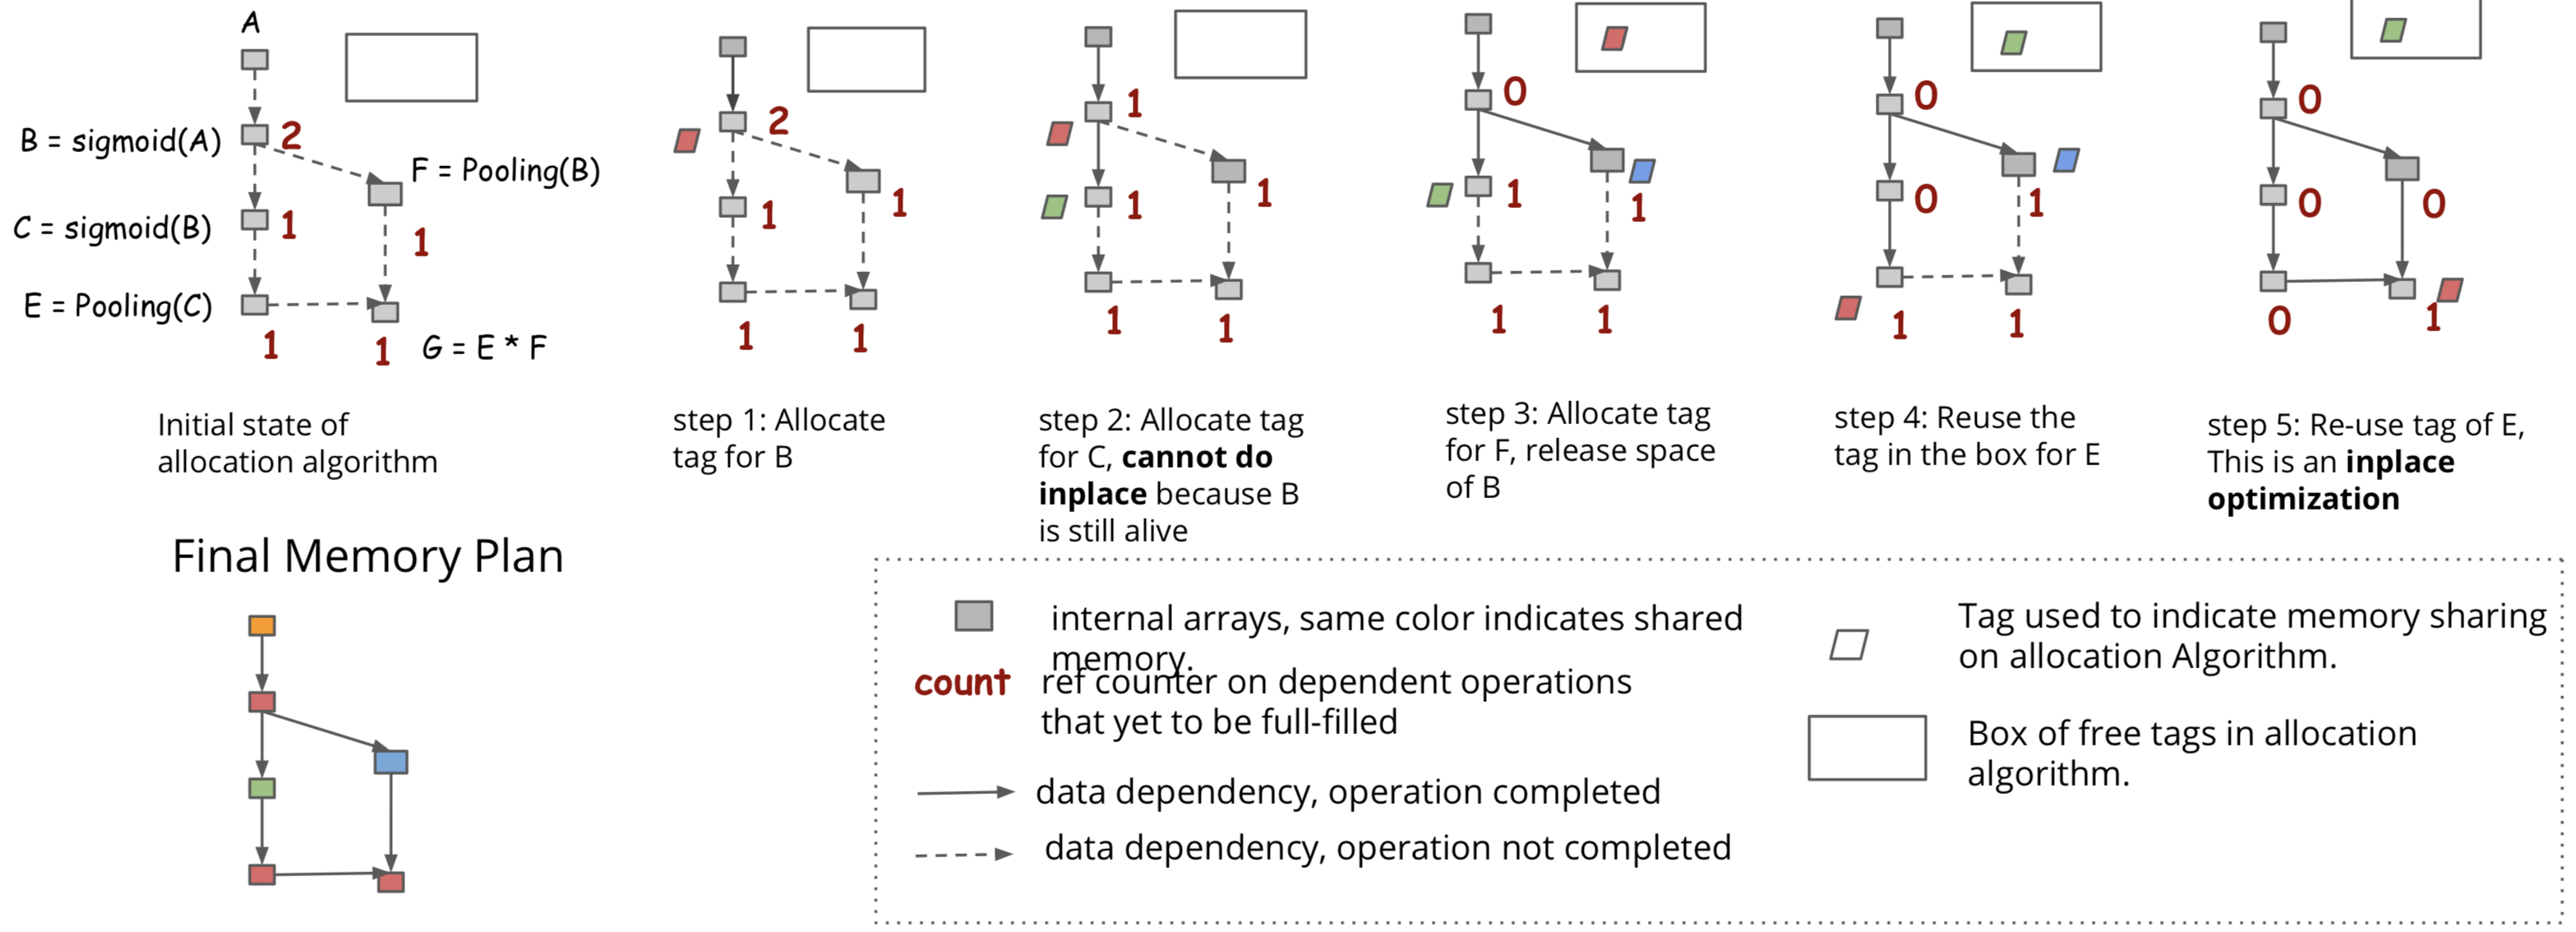 A
B = sigmoid(A)
2
F = Pooling(B)
C = sigmoid(B)
1
1
E = Pooling(C)
1
1
G = E * F
Initial state of
allocation algorithm
2
1
1
1
1
step 1: Allocate
tag for B
1
1
1
1
1
step 2: Allocate tag
for C, cannot do
inplace because B
is still alive
0
1
1
1
1
step 3: Allocate tag
for F, release space
of B
0
0
1
1
1
step 4: Reuse the
tag in the box for E
0
0
0
0
1
step 5: Re-use tag of E,
This is an inplace
optimization
Final Memory Plan
internal arrays, same color indicates shared
memory.
count
ref counter on dependent operations
that yet to be full-filled
data dependency, operation completed
data dependency, operation not completed
Tag used to indicate memory sharing
on allocation Algorithm.
Box of free tags in allocation
algorithm.